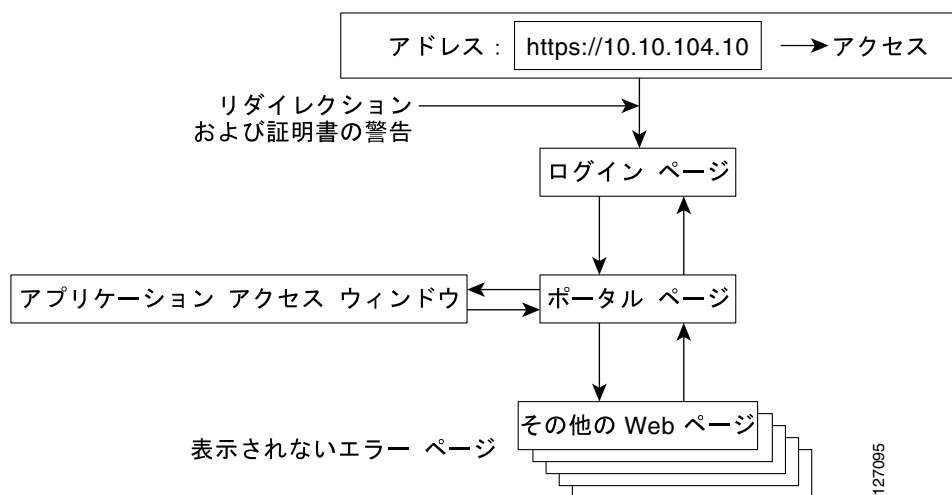 アドレス : https://10.10.104.10 アクセス
リダイレクション
および証明書の警告
ログイン ページ
アプリケーション アクセス ウィンドウ
ポータル ページ
その他の Web ページ
表示されないエラー ページ
127095